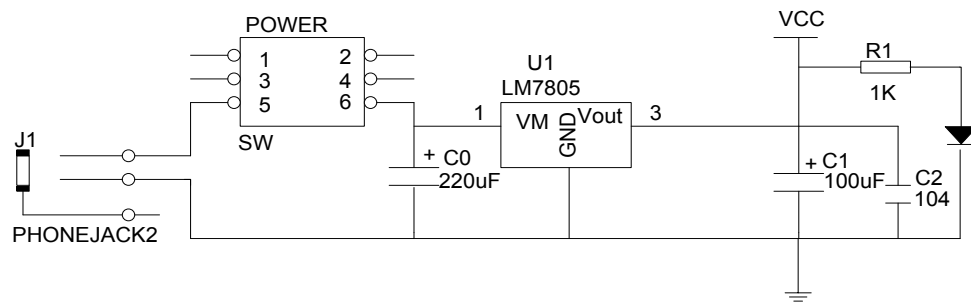 POWER
1 2
3 4
5 6
SW
J1
PHONEJACK2
+ C0
220uF
U1
LM7805
1 VM GND Vout 3
VCC
R1
1K
+ C1
100uF
C2
104